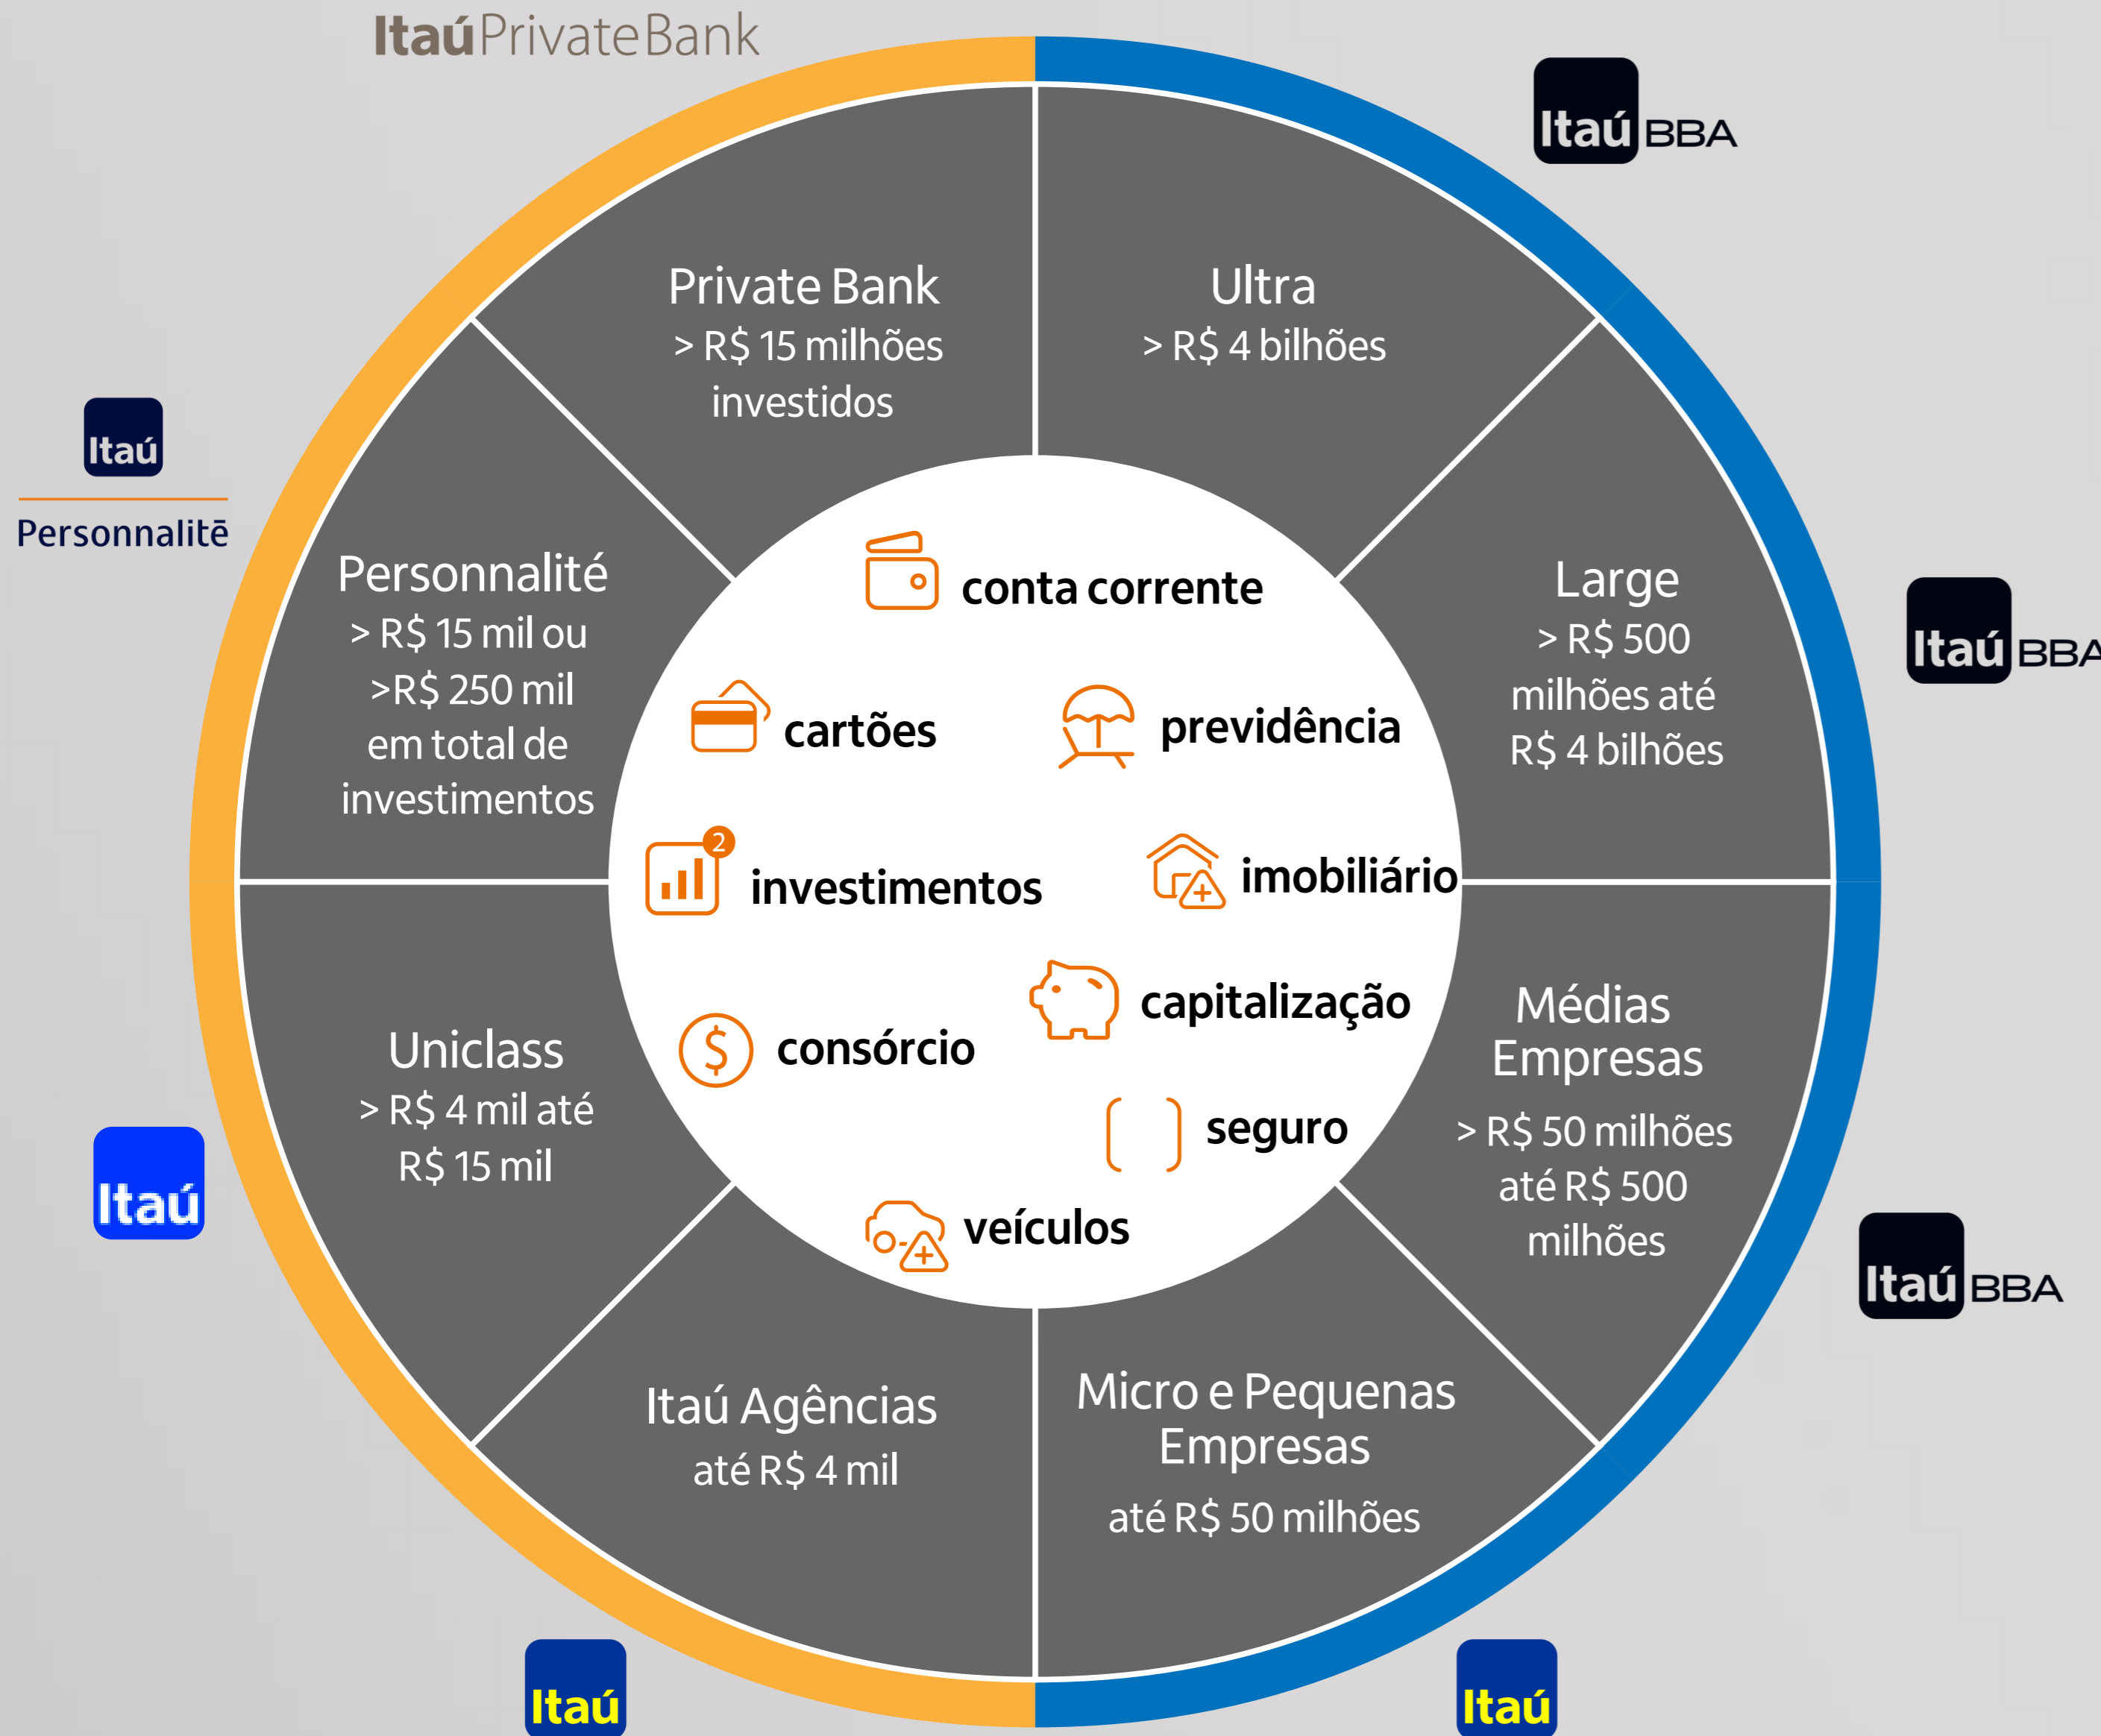 ItaúPrivateBank
Itaú BBA
Private Bank
> R$ 15 milhões
investidos
Ultra
> R$ 4 bilhões
Itaú
Personnalitē
Personnalité
> R$ 15 mil ou
>R$ 250 mil
em total de
investimentos
Large
> R$ 500
milhões até
R$ 4 bilhões
Itaú BBA
conta corrente
cartões
previdência
2
investimentos
imobiliário
capitalização
$
consórcio
seguro
veículos
Uniclass
> R$ 4 mil até
R$ 15 mil
Itaú
Médias
Empresas
> R$ 50 milhões
até R$ 500
milhões
Itaú BBA
Itaú Agências
até R$ 4 mil
Micro e Pequenas
Empresas
até R$ 50 milhões
Itaú
Itaú